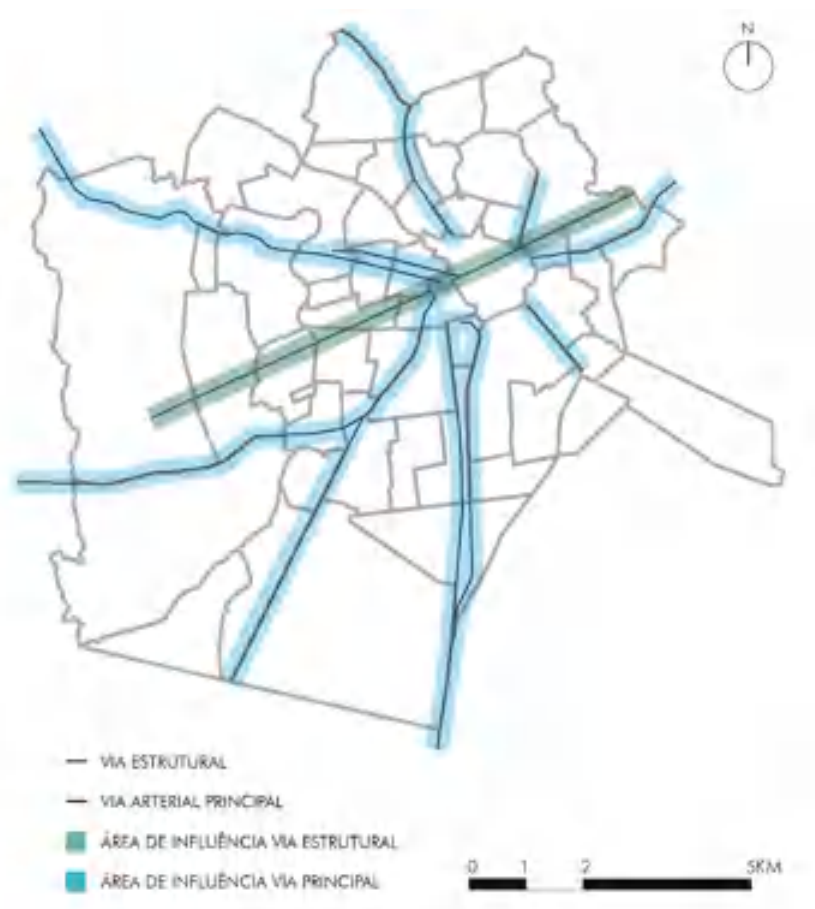 N
VIA ESTRUTURAL
VIA ARTERIAL PRINCIPAL
ÁREA DE INFLUÊNCIA VIA ESTRUTURAL
ÁREA DE INFLUÊNCIA VIA PRINCIPAL
0 1 2 5KM